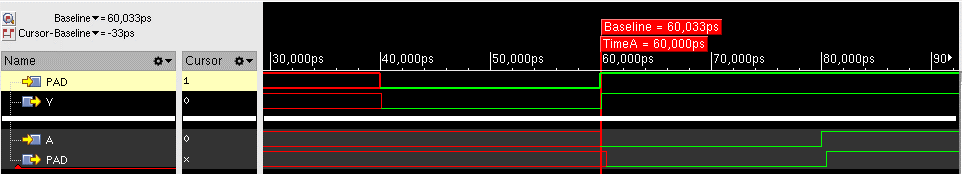 Baseline▼= 60,033ps
Cursor-Baseline▼= -33ps
Baseline = 60,033ps
TimeA = 60,000ps
Name Cursor 30,000ps 40,000ps 50,000ps 60,000ps 70,000ps 80,000ps 90
PAD 1
Y 0
A 0
PAD x